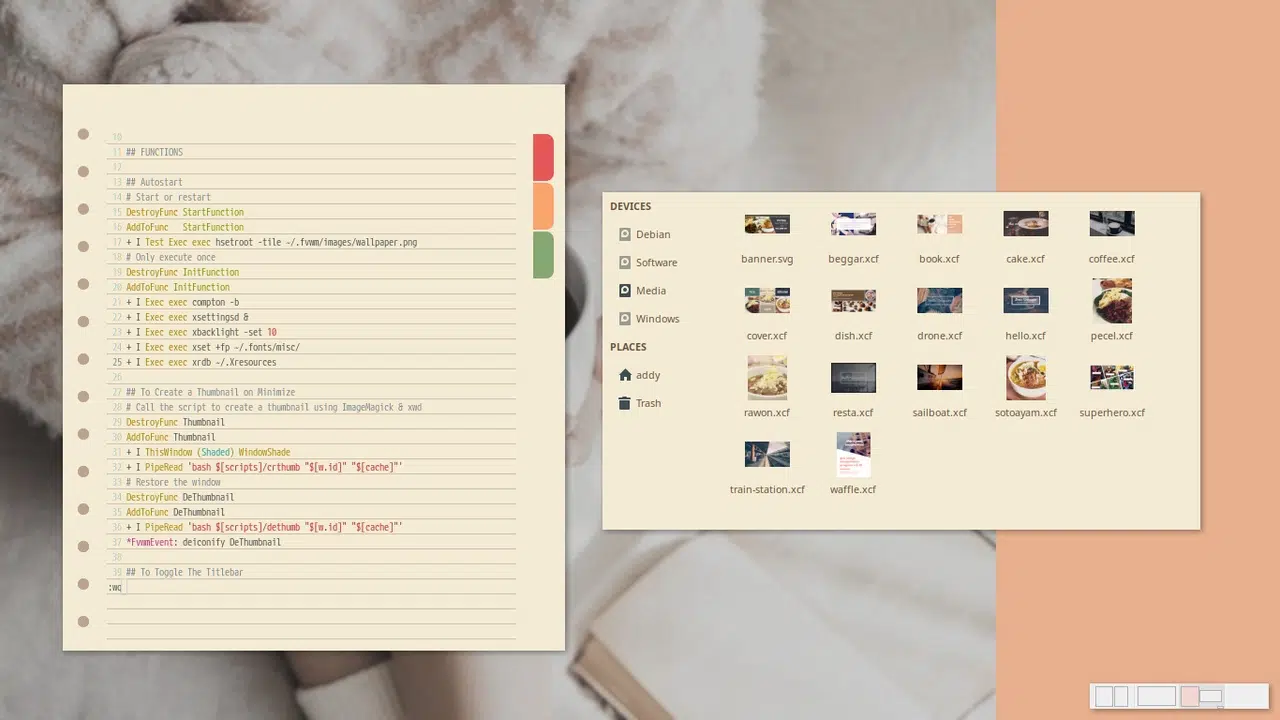 10
11 ## FUNCTIONS
12
13 ## Autostart
14 # Start or restart
15 DestroyFunc StartFunction
16 AddToFunc   StartFunction
17 + I Test Exec exec hsetroot -tile ~/.fvwm/images/wallpaper.png
18 # Only execute once
19 DestroyFunc InitFunction
20 AddToFunc InitFunction
21 + I Exec exec compton -b
22 + I Exec exec xsettingsd &
23 + I Exec exec xbacklight -set 10
24 + I Exec exec xset +fp ~/.fonts/misc/
25 + I Exec exec xrdb ~/.Xresources
26
27 ## To Create a Thumbnail on Minimize
28 # Call the script to create a thumbnail using ImageMagick & xwd
29 DestroyFunc Thumbnail
30 AddToFunc Thumbnail
31 + I ThisWindow (Shaded) WindowShade
32 + I PipeRead 'bash $[scripts]/crthumb "$[w.id]" "$[cache]"'
33 # Restore the window
34 DestroyFunc DeThumbnail
35 AddToFunc DeThumbnail
36 + I PipeRead 'bash $[scripts]/dethumb "$[w.id]" "$[cache]"'
37 *FvwmEvent: deiconify DeThumbnail
38
39 ## To Toggle The Titlebar
:wq
DEVICES
Debian
Software
Media
Windows
PLACES
addy
Trash
banner.svg beggar.xcf book.xcf cake.xcf coffee.xcf
cover.xcf dish.xcf drone.xcf hello.xcf pecel.xcf
rawon.xcf resta.xcf sailboat.xcf sotoayam.xcf superhero.xcf
train-station.xcf waffle.xcf